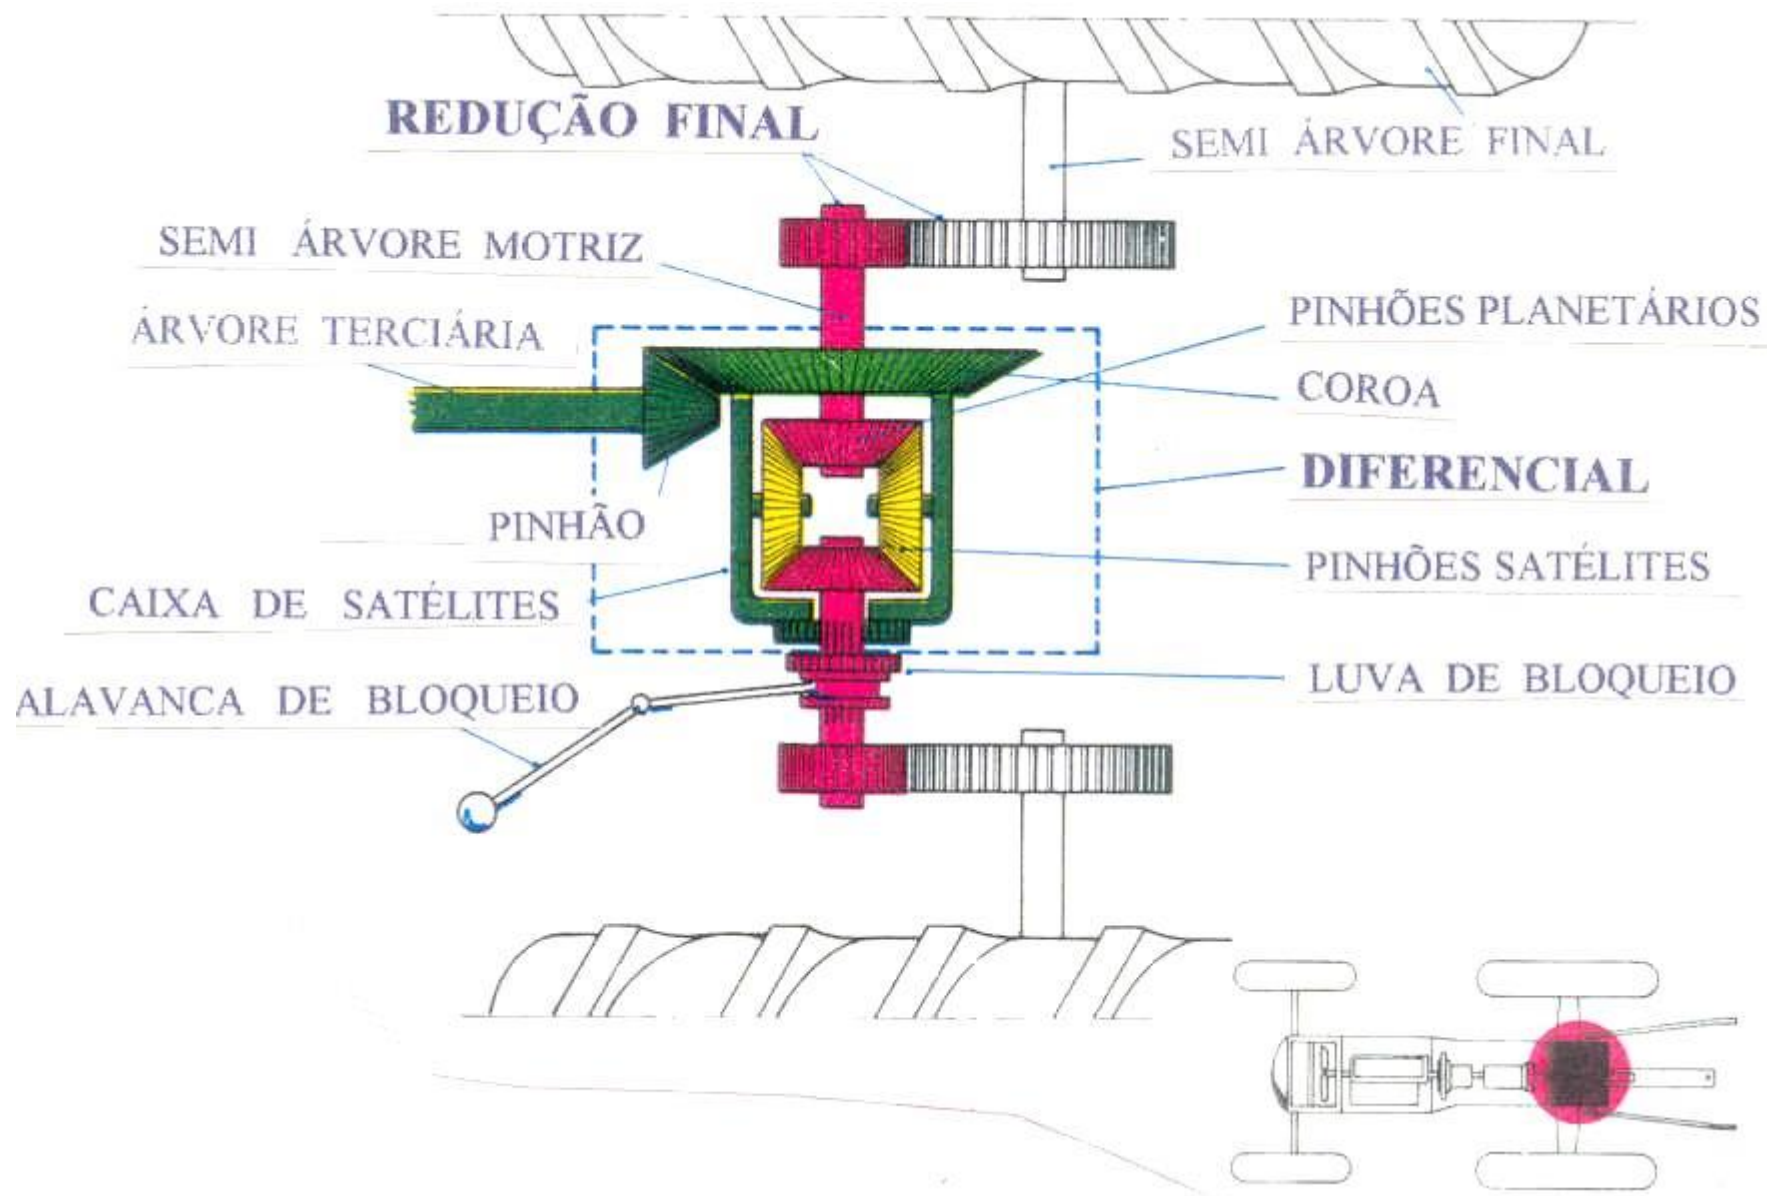 REDUÇÃO FINAL
SEMI ÁRVORE FINAL
SEMI ÁRVORE MOTRIZ
ÁRVORE TERCIÁRIA
PINHÕES PLANETÁRIOS
COROA
DIFERENCIAL
PINHÃO
PINHÕES SATÉLITES
CAIXA DE SATÉLITES
LUVA DE BLOQUEIO
ALAVANCA DE BLOQUEIO